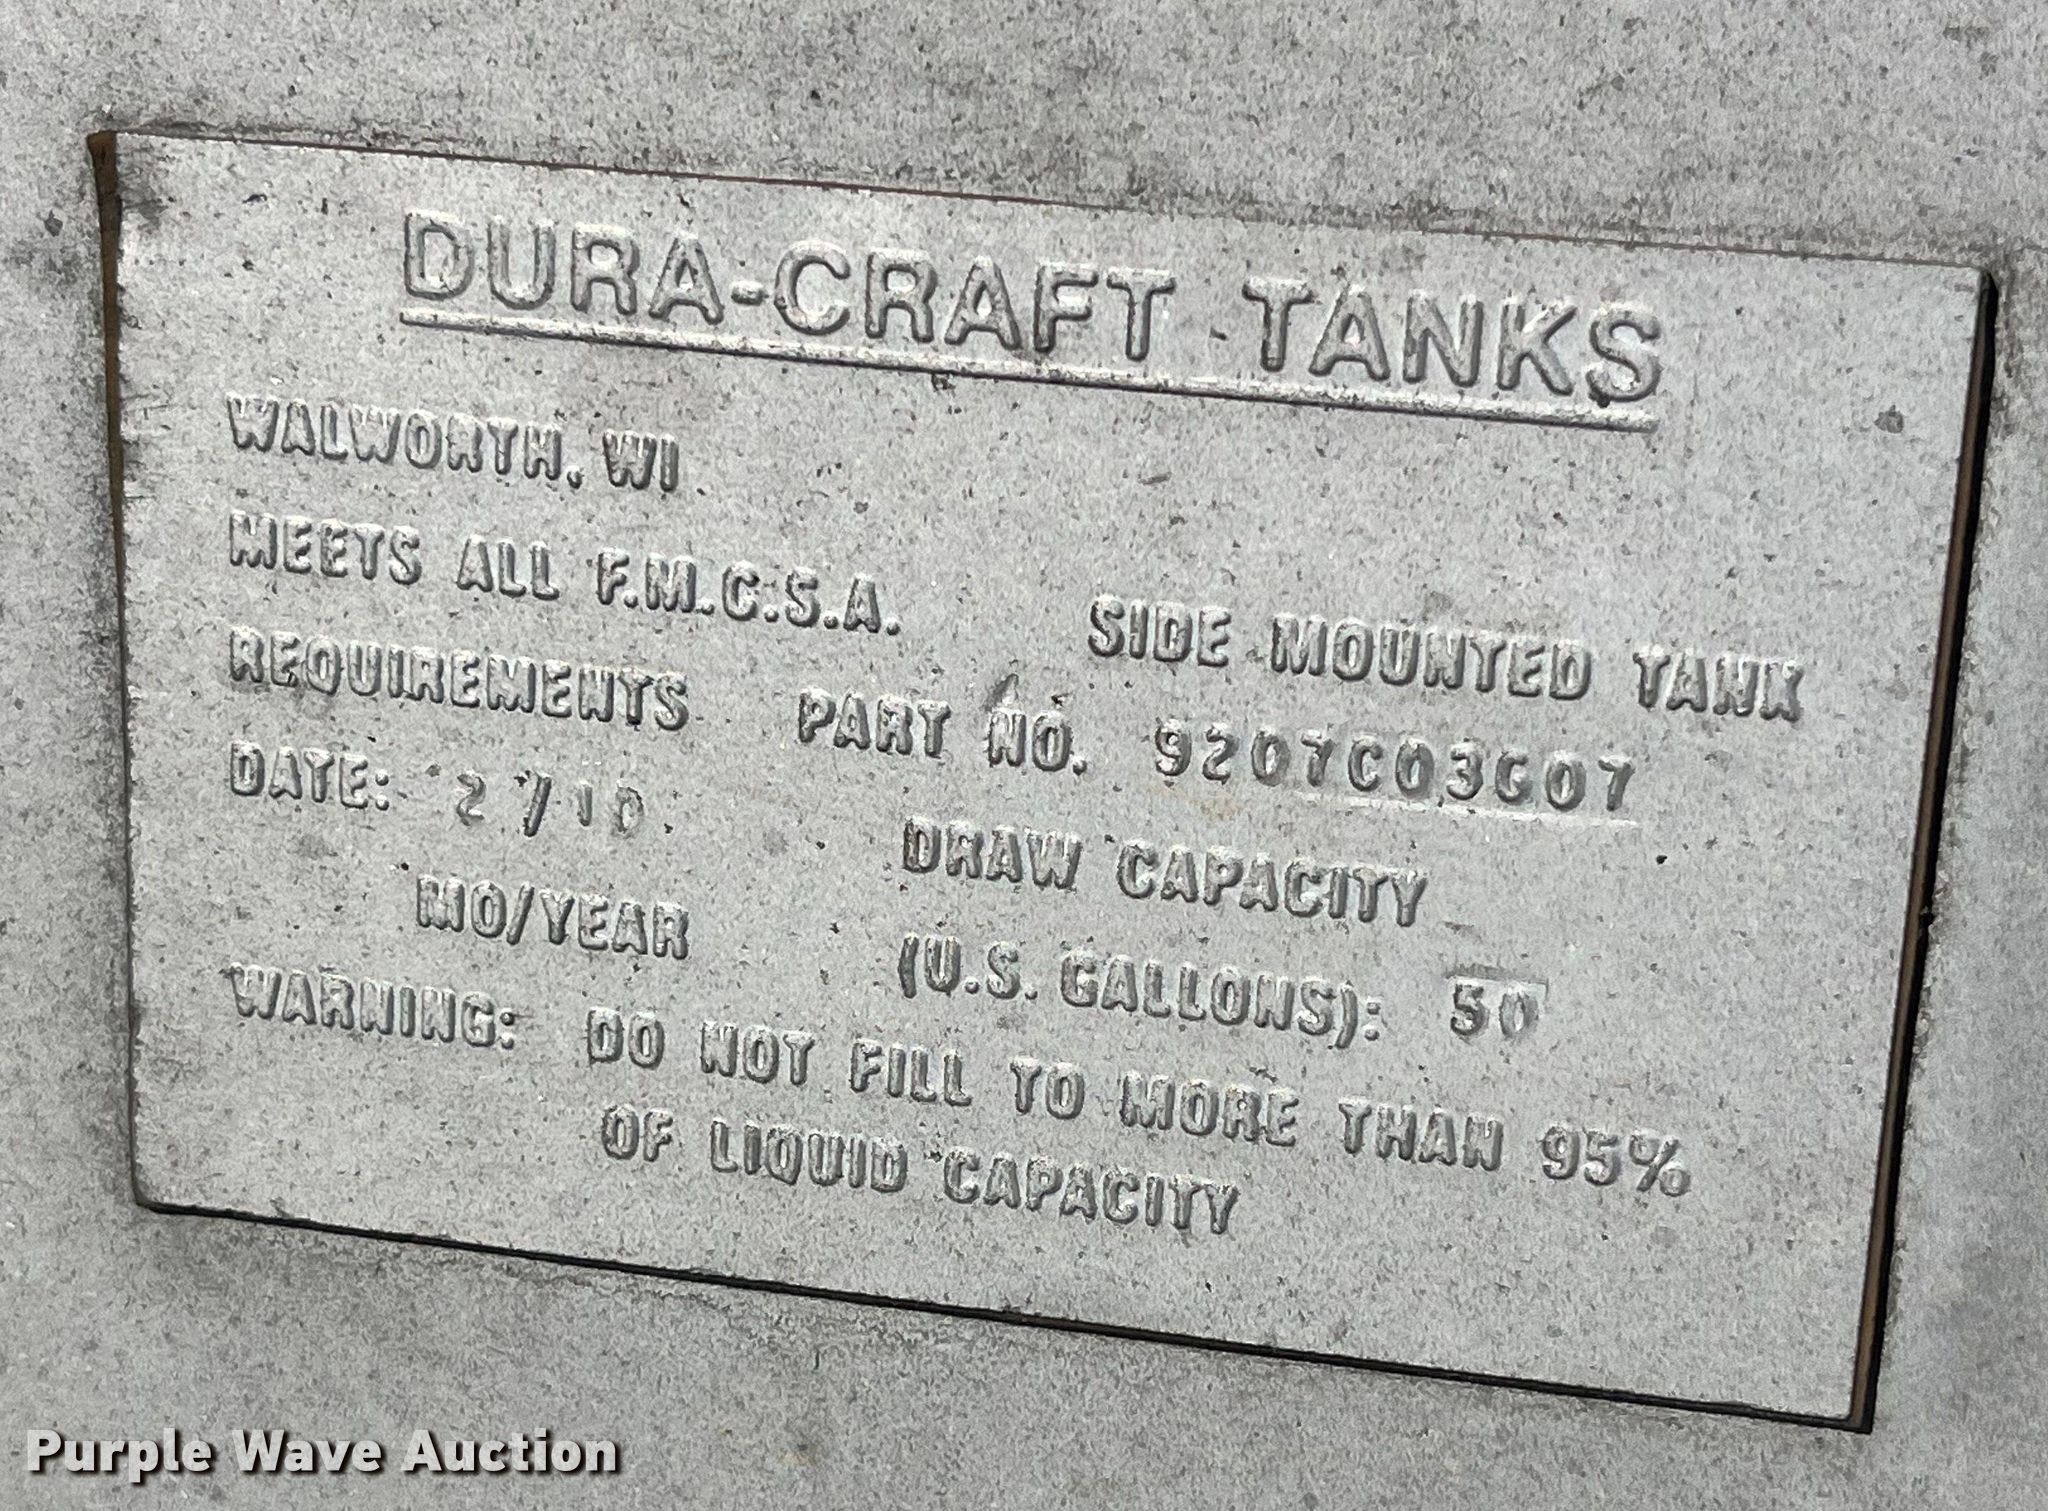 DURA-CRAFT TANKS
WALWORTH, WI
MEETS ALL F.M.C.S.A. SIDE MOUNTED TANK
REQUIREMENTS PART NO. 9207C03G07
DATE: 2 / 10 DRAW CAPACITY
MO/YEAR (U.S. GALLONS): 50
WARNING: DO NOT FILL TO MORE THAN 95%
OF LIQUID CAPACITY
Purple Wave Auction